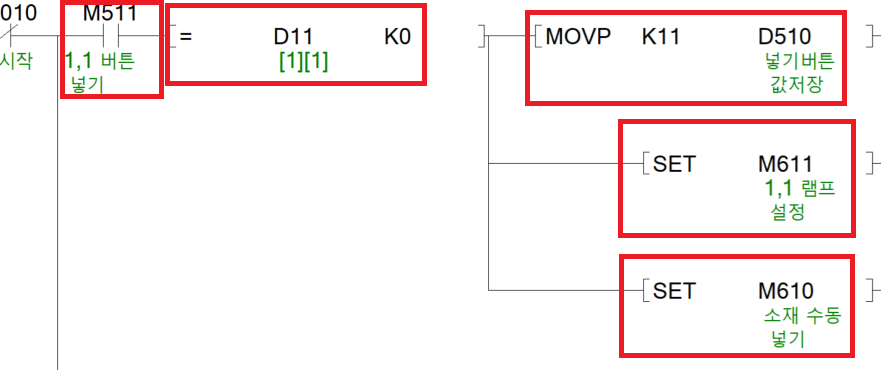 010 M511
= D11 K0
MOVP K11 D510
시작 1,1 버튼 넣기
[1][1]
넣기버튼 값저장
SET M611
1,1 램프
설정
SET M610
소재 수동
넣기